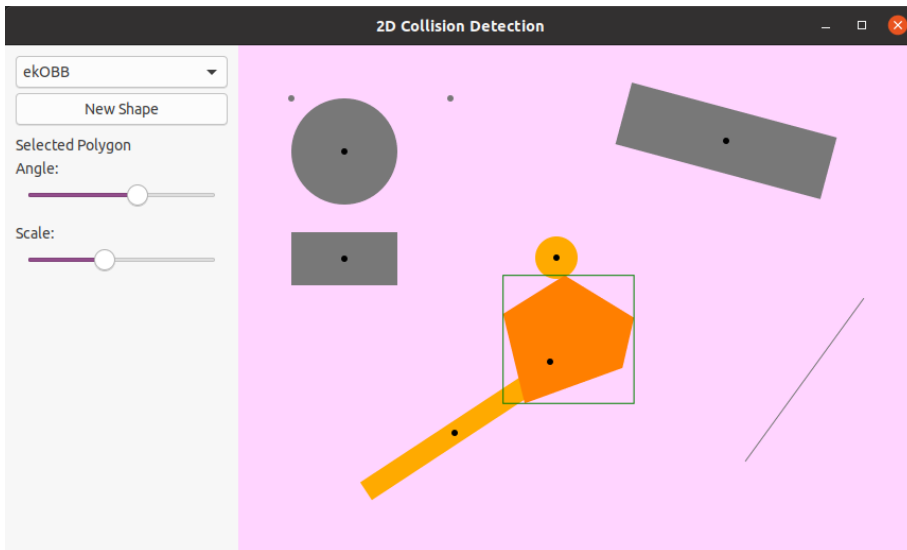 2D Collision Detection
ekOBB
New Shape
Selected Polygon
Angle:
Scale: